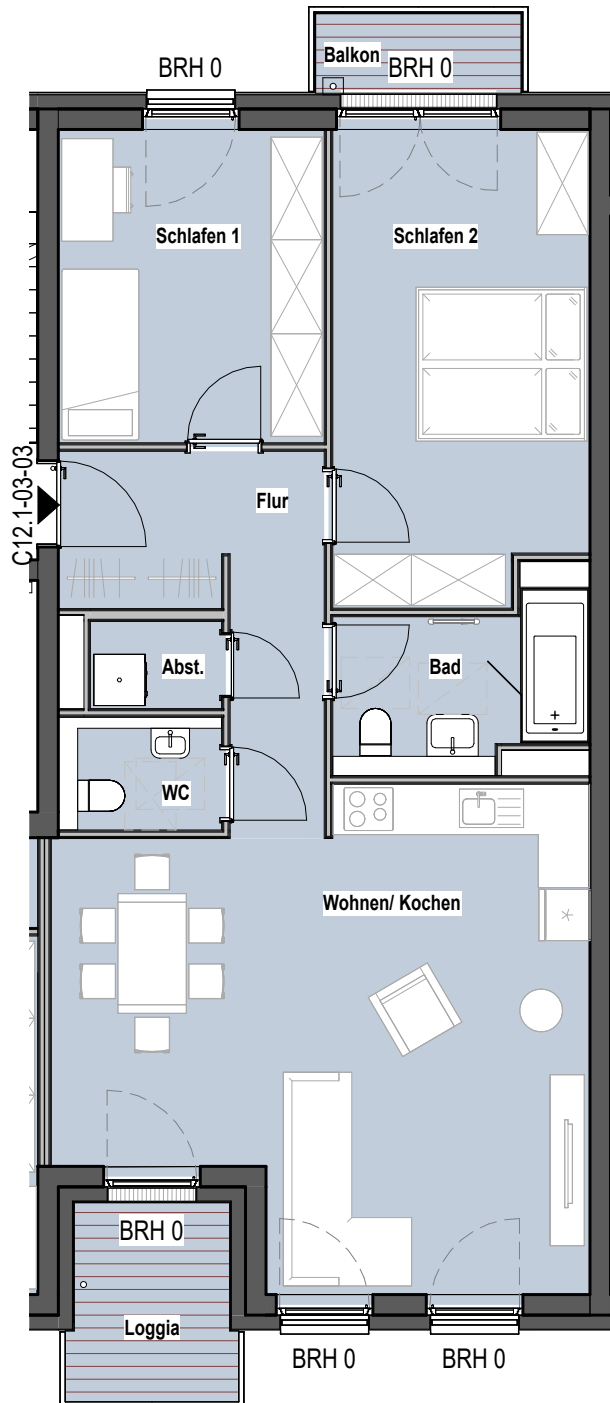 Balkon
BRH 0
BRH 0
Schlafen 1
Schlafen 2
C12.1-03-03
Flur
Abst.
Bad
WC
Wohnen/ Kochen
BRH 0
Loggia
BRH 0
BRH 0